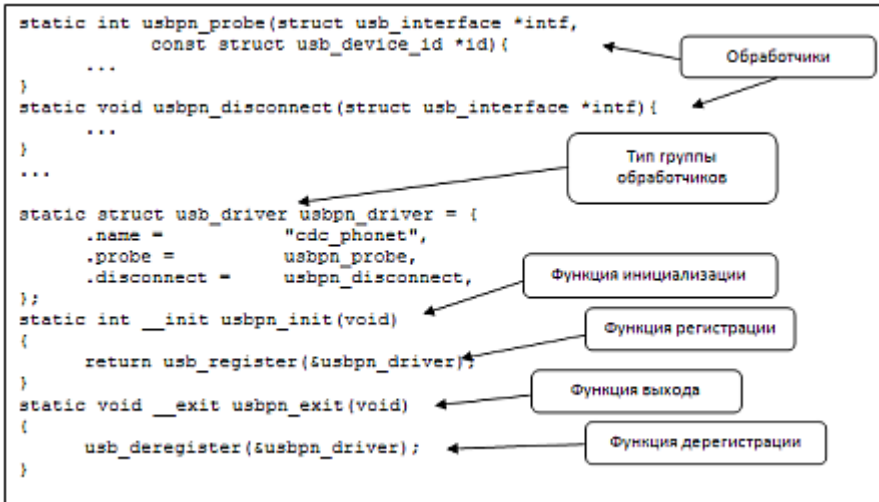 static int usbpn_probe(struct usb_interface *intf,
const struct usb_device_id *id){
Обработчики
...
}
static void usbpn_disconnect(struct usb_interface *intf){
...
}
...
Тип группы
обработчиков
static struct usb_driver usbpn_driver = {
.name = "cdc_phonet",
.probe = usbpn_probe,
.disconnect = usbpn_disconnect,
};
Функция инициализации
static int __init usbpn_init(void)
{
Функция регистрации
return usb_register(&usbpn_driver);
}
Функция выхода
static void __exit usbpn_exit(void)
{
usb_deregister(&usbpn_driver);
Функция дерегистрации
}